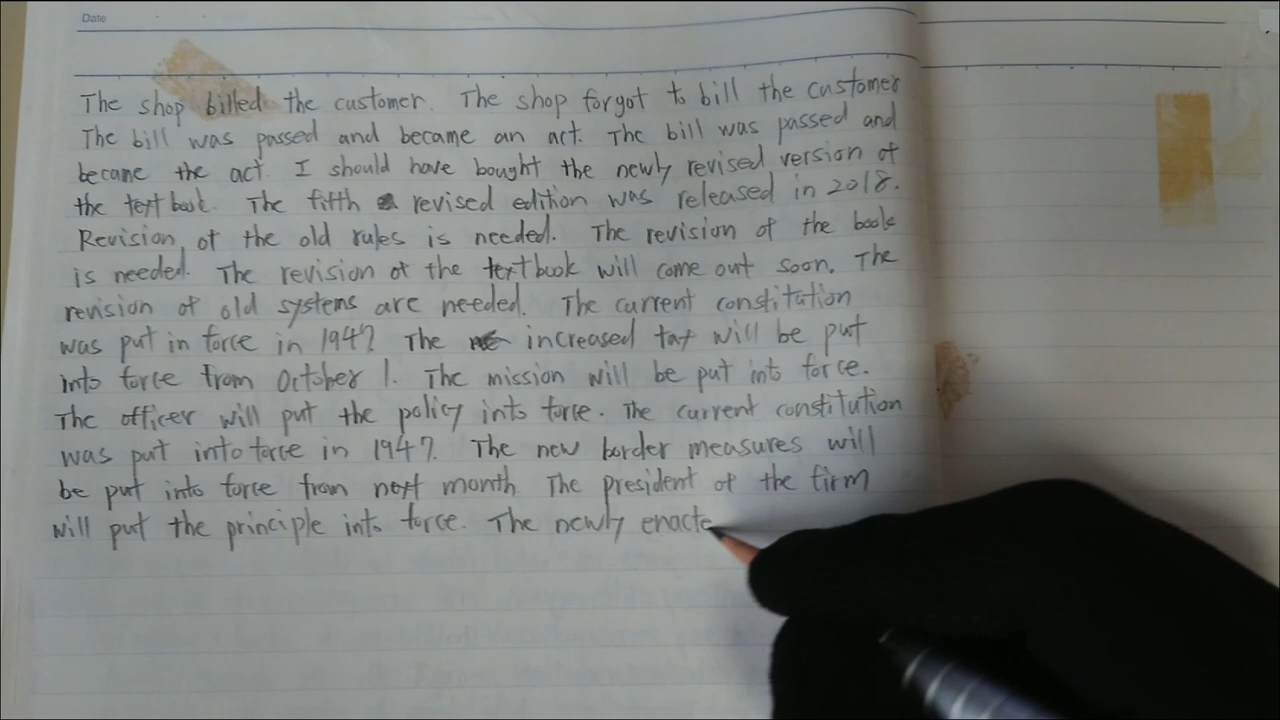 Date
The shop billed the customer. The shop forgot to bill the customer
The bill was passed and became an act. The bill was passed and
became the act. I should have bought the newly revised version of
the textbook. The fifth revised edition was released in 2018.
Revision of the old rules is needed. The revision of the book
is needed. The revision of the textbook will come out soon. The
revision of old systems are needed. The current constitution
was put in force in 1947. The increased tax will be put
into force from October 1. The mission will be put into force.
The officer will put the policy into force. The current constitution
was put into force in 1947. The new border measures will
be put into force from next month The president of the firm
will put the principle into force. The newly enacte